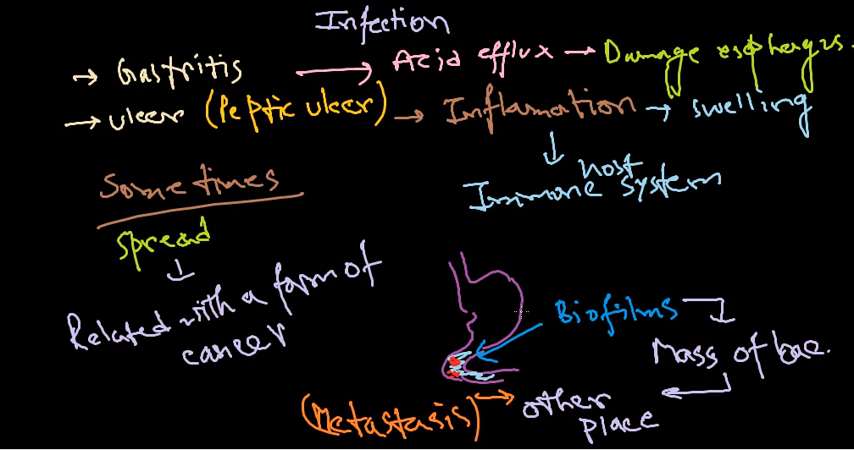 Infection
→ Gastritis → Acid efflux → Damage esophergus.
→ ulcer (Peptic ulcer) → Inflamation → swelling
↓
host
Immune system
Sometimes
spread
↓
Related with a form of
cancer
Biofilms
Mass of bac.
(Metastasis) → other
place